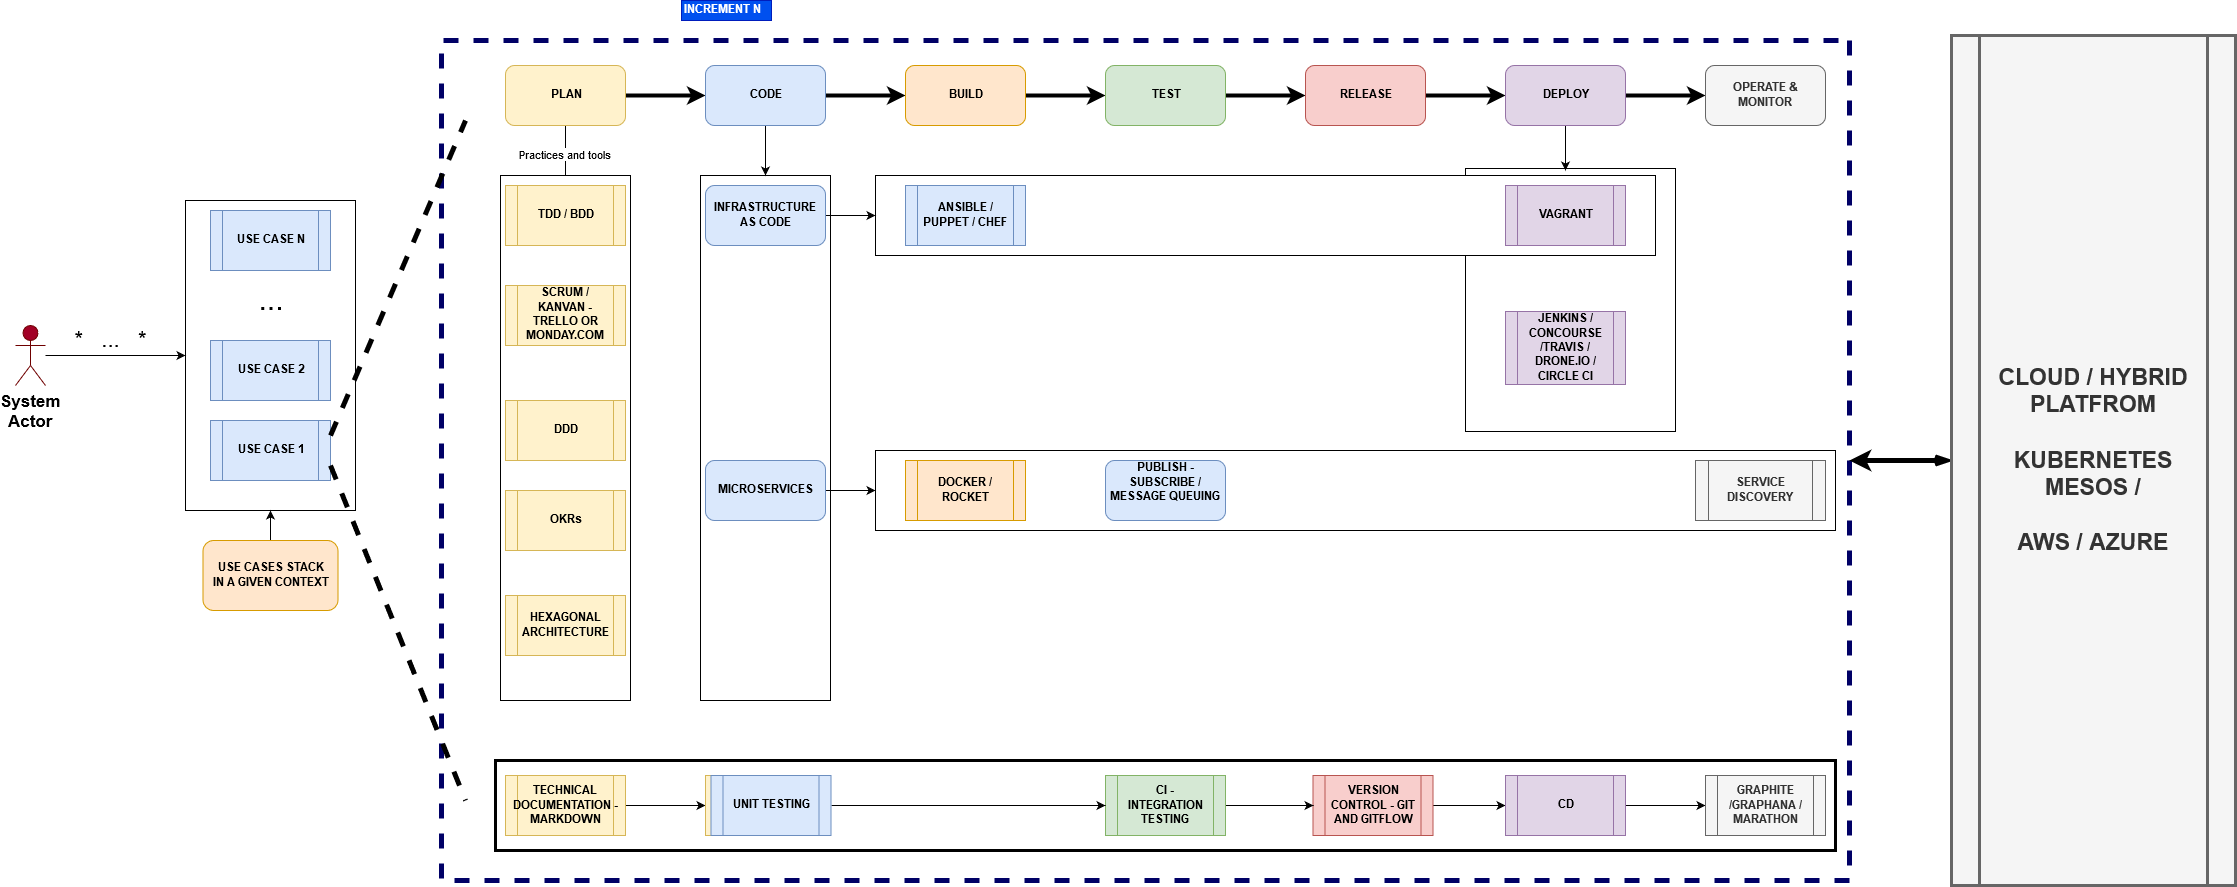 INCREMENT N
PLAN
CODE
BUILD
TEST
RELEASE
DEPLOY
OPERATE &
MONITOR
Practices and tools
TDD / BDD
SCRUM /
KANVAN -
TRELLO OR
MONDAY.COM
DDD
OKRs
HEXAGONAL
ARCHITECTURE
INFRASTRUCTURE
AS CODE
ANSIBLE /
PUPPET / CHEF
VAGRANT
JENKINS /
CONCOURSE
/TRAVIS /
DRONE.IO /
CIRCLE CI
MICROSERVICES
DOCKER /
ROCKET
PUBLISH -
SUBSCRIBE /
MESSAGE QUEUING
SERVICE
DISCOVERY
TECHNICAL
DOCUMENTATION -
MARKDOWN
UNIT TESTING
CI -
INTEGRATION
TESTING
VERSION
CONTROL - GIT
AND GITFLOW
CD
GRAPHITE
/GRAPHANA /
MARATHON
USE CASE N
...
USE CASE 2
USE CASE 1
* ... *
System
Actor
USE CASES STACK
IN A GIVEN CONTEXT
CLOUD / HYBRID
PLATFROM
KUBERNETES
MESOS /
AWS / AZURE